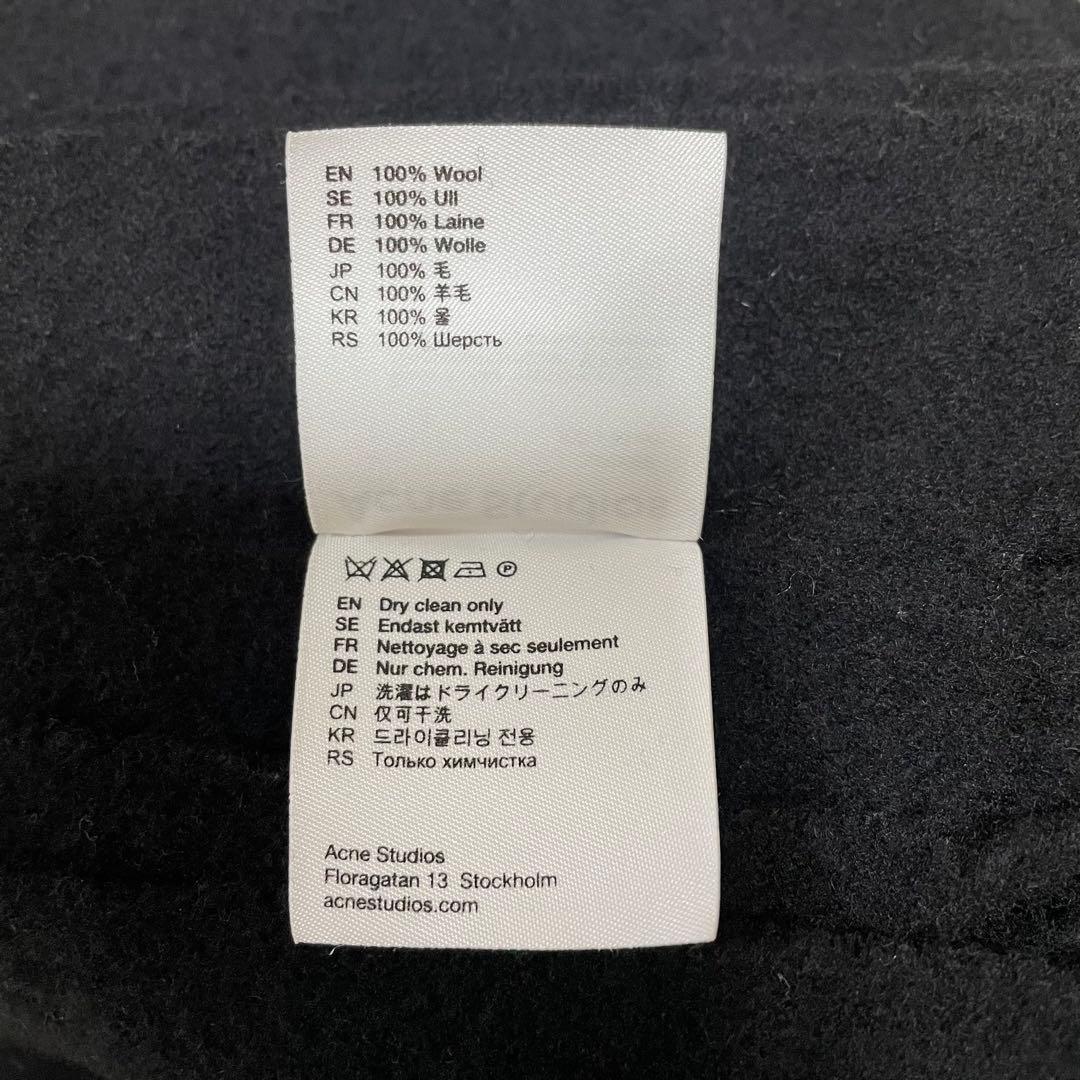 EN 100% Wool
SE 100% Ull
FR 100% Laine
DE 100% Wolle
JP 100% 毛
CN 100% 羊毛
KR 100% 울
RS 100% Шерсть
P
EN Dry clean only
SE Endast kemtvätt
FR Nettoyage à sec seulement
DE Nur chem. Reinigung
JP 洗濯はドライクリーニングのみ
CN 仅可干洗
KR 드라이클리닝 전용
RS Только химчистка
Acne Studios
Floragatan 13 Stockholm
acnestudios.com